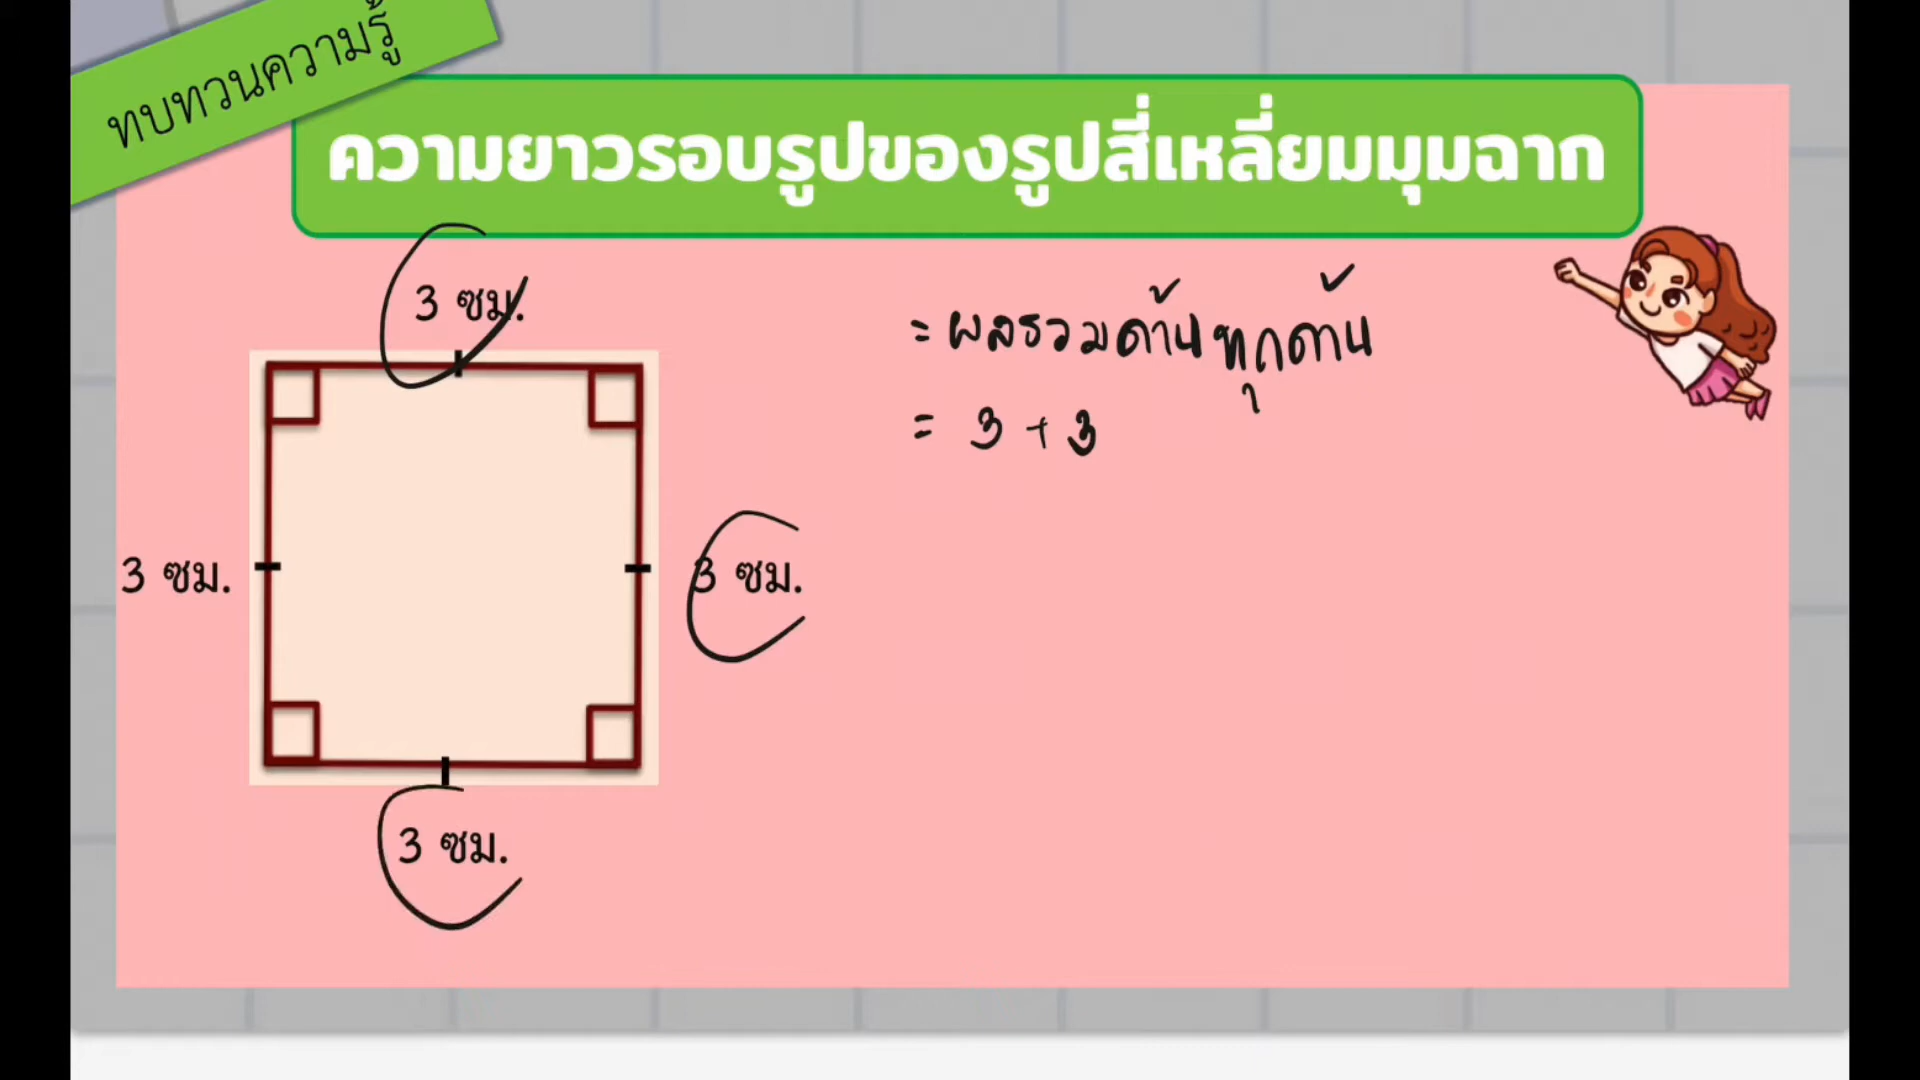 ทบทวนความรู้
ความยาวรอบรูปของรูปสี่เหลี่ยมมุมฉาก
3 ซม.
= ผลรวมด้านทุกด้าน
= 3 + 3
3 ซม.
3 ซม.
3 ซม.